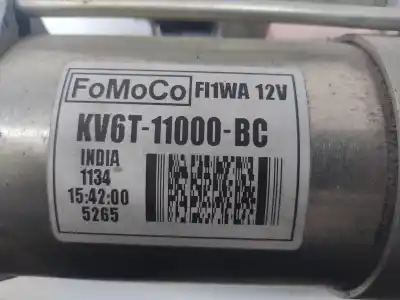 FoMoCo FI1WA 12V
KV6T-11000-BC
INDIA
1134
15:42:00
5265